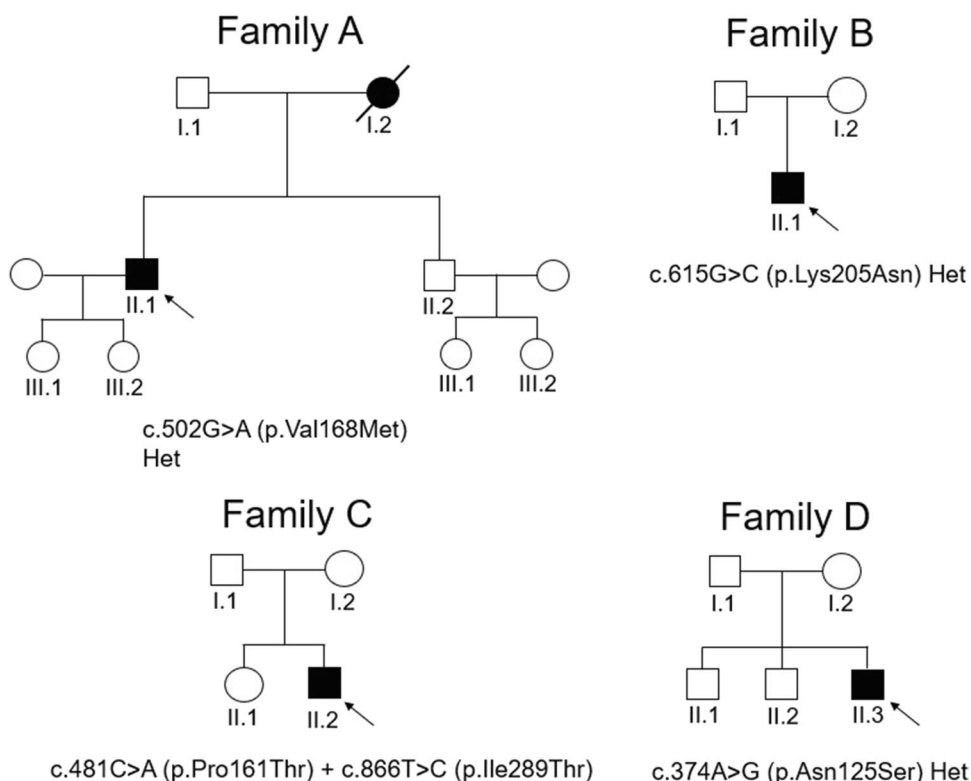 Family A
I.1
I.2
II.1
II.2
III.1
III.2
III.1
III.2
c.502G>A (p.Val168Met)
Het
Family B
I.1
I.2
II.1
c.615G>C (p.Lys205Asn) Het
Family C
I.1
I.2
II.1
II.2
c.481C>A (p.Pro161Thr) + c.866T>C (p.Ile289Thr)
Family D
I.1
I.2
II.1
II.2
II.3
c.374A>G (p.Asn125Ser) Het